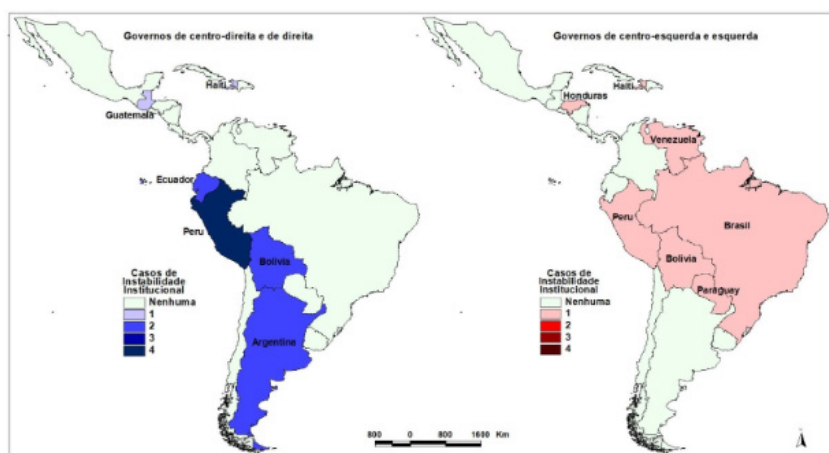 Governos de centro-direita e de direita
Haiti
Guatemala
Ecuador
Peru
Bolívia
Argentina
Casos de
Instabilidade
Institucional
Nenhuma
1
2
3
4
Governos de centro-esquerda e esquerda
Haiti
Honduras
Venezuela
Peru
Brasil
Bolívia
Paraguay
Casos de
Instabilidade
Institucional
Nenhuma
1
2
3
4
800 0 800 1600 Km